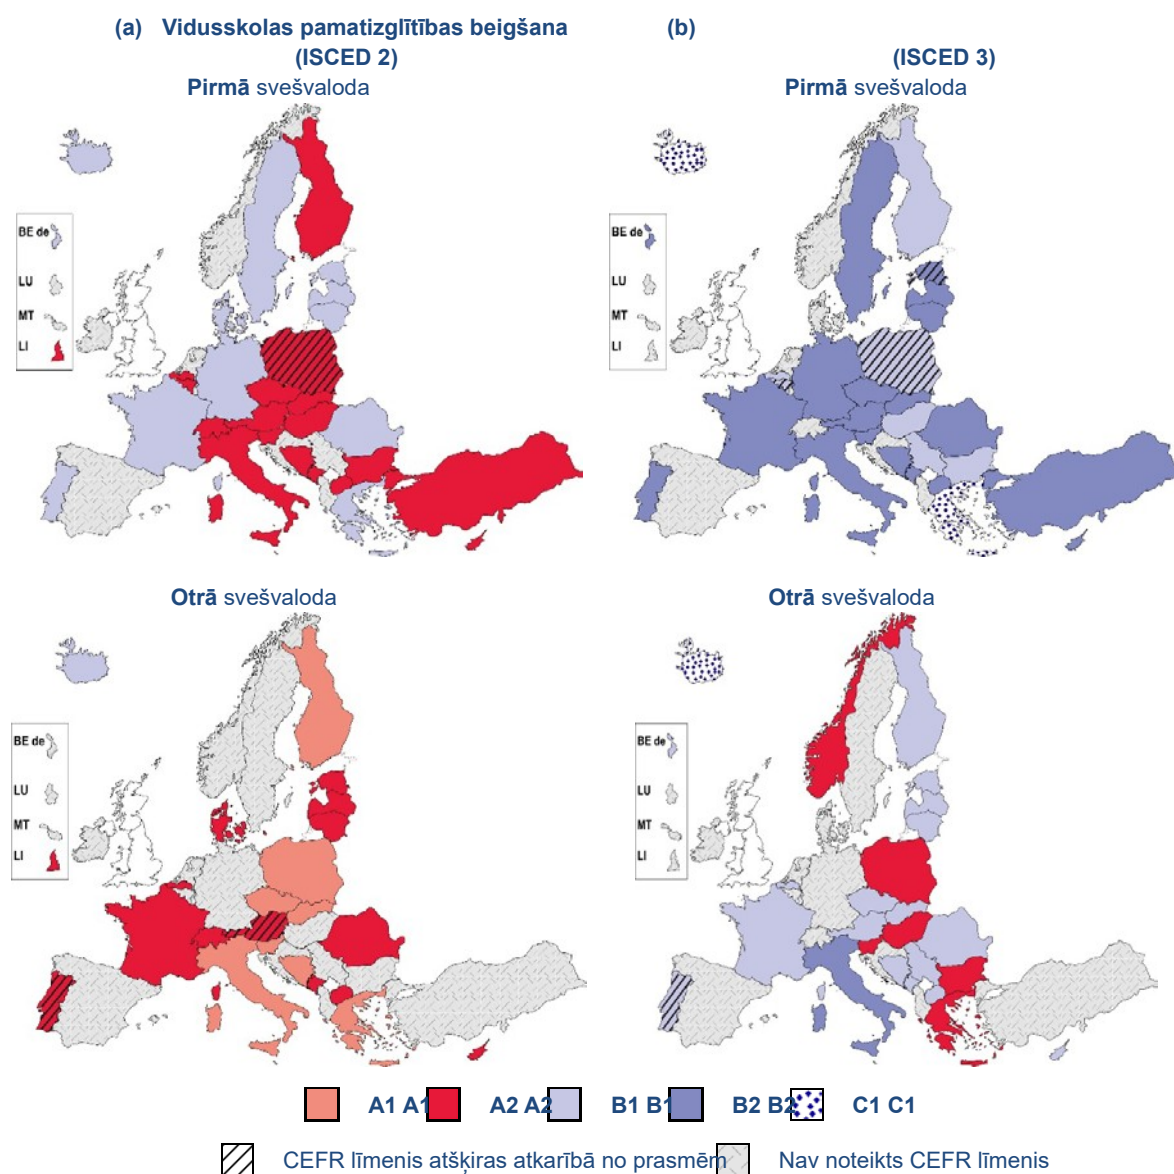 (a) Vidusskolas pamatizglītības beigšana (b)
(ISCED 2) (ISCED 3)
Pirmā svešvaloda Pirmā svešvaloda
BE de
LU
MT
LI
BE de
LU
MT
LI
Otrā svešvaloda Otrā svešvaloda
BE de
LU
MT
LI
BE de
LU
MT
LI
A1 A1 A2 A2 B1 B1 B2 B2 C1 C1
CEFR līmenis atšķiras atkarībā no prasmēm Nav noteikts CEFR līmenis